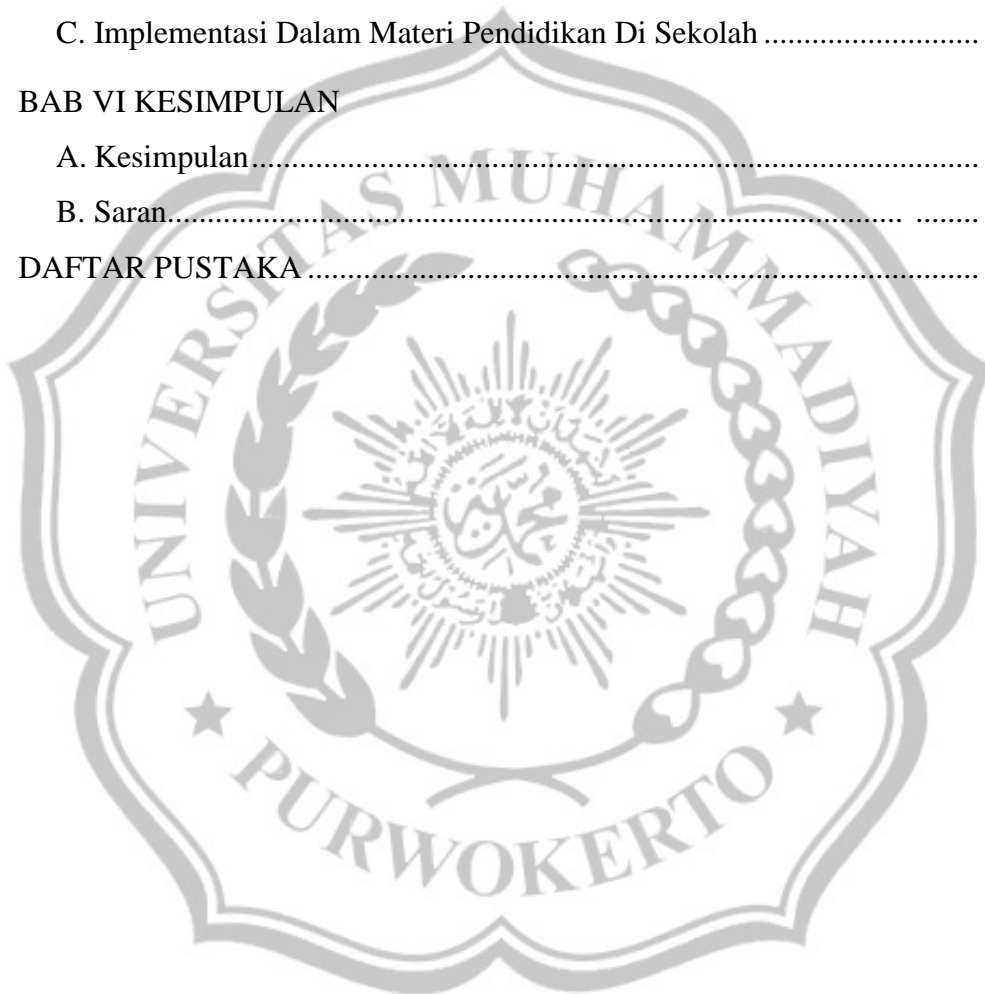 C. Implementasi Dalam Materi Pendidikan Di Sekolah ...........................
BAB VI KESIMPULAN
A. Kesimpulan...........................................................................................
B. Saran............................................................................................ ........
DAFTAR PUSTAKA ....................................................................................
UNIVERSITAS MUHAMMADIYAH
PURWOKERTO